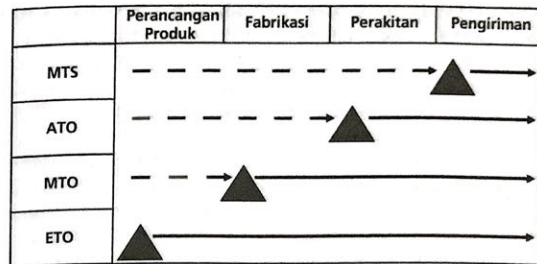 Perancangan
Produk
Fabrikasi
Perakitan
Pengiriman
MTS
ATO
MTO
ETO